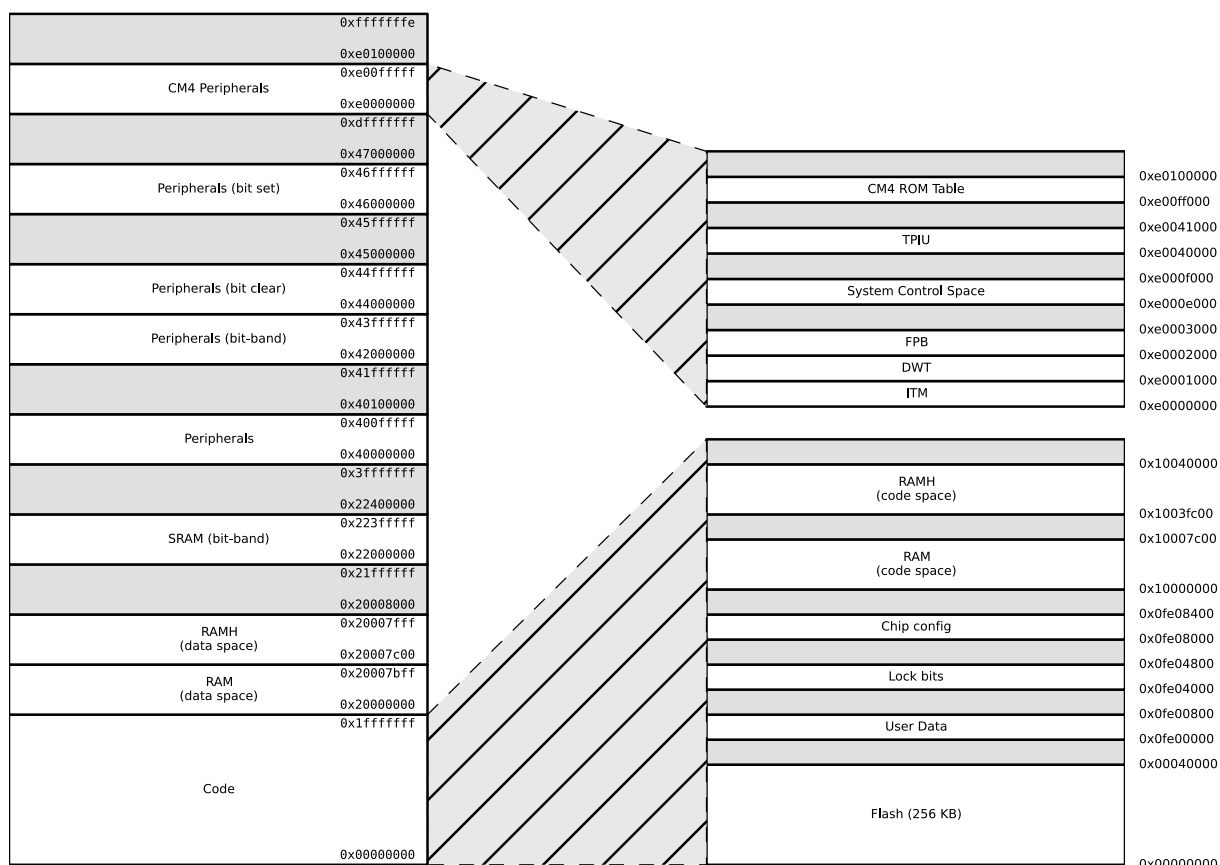 0xfffffffe
0xe0100000
0xe00fffff
CM4 Peripherals
0xe0000000
0xdfffffff
0x47000000
0x46ffffff
Peripherals (bit set)
0x46000000
0x45ffffff
0x45000000
0x44ffffff
Peripherals (bit clear)
0x44000000
0x43ffffff
Peripherals (bit-band)
0x42000000
0x41ffffff
0x40100000
0x400fffff
Peripherals
0x40000000
0x3fffffff
0x22400000
0x223fffff
SRAM (bit-band)
0x22000000
0x21ffffff
0x20008000
0x20007fff
RAMH
(data space)
0x20007c00
0x20007bff
RAM
(data space)
0x20000000
0x1fffffff
Code
0x00000000
0xe0100000
CM4 ROM Table
0xe00ff000
0xe0041000
TPIU
0xe0040000
0xe000f000
System Control Space
0xe000e000
0xe0003000
FPB
0xe0002000
DWT
0xe0001000
ITM
0xe0000000
0x10040000
RAMH
(code space)
0x1003fc00
0x10007c00
RAM
(code space)
0x10000000
0x0fe08400
Chip config
0x0fe08000
0x0fe04800
Lock bits
0x0fe04000
0x0fe00800
User Data
0x0fe00000
0x00040000
Flash (256 KB)
0x00000000